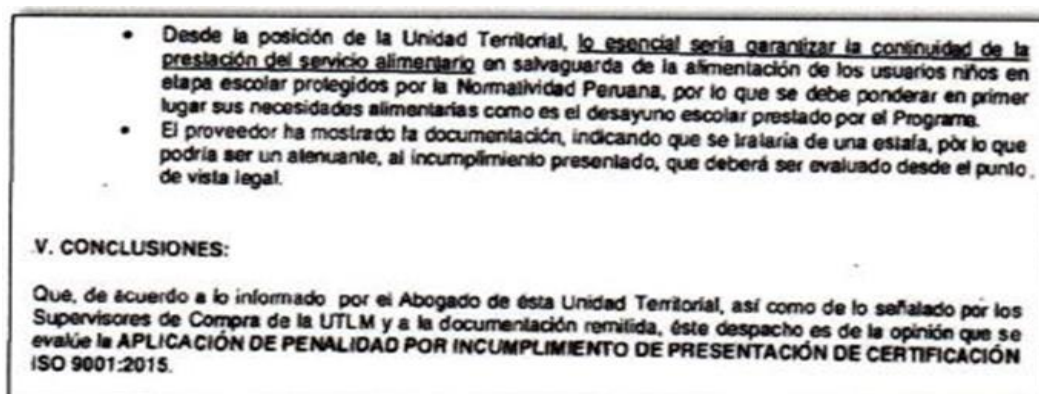 • Desde la posición de la Unidad Territorial, lo esencial seria garantizar la continuidad de la
prestación del servicio alimentario en salvaguarda de la alimentación de los usuarios niños en
etapa escolar protegidos por la Normatividad Peruana, por lo que se debe ponderar en primer
lugar sus necesidades alimentarias como es el desayuno escolar prestado por el Programa.
• El proveedor ha mostrado la documentación, indicando que se trataría de una estafa, por lo que
podría ser un atenuante, al incumplimiento presentado, que deberá ser evaluado desde el punto
de vista legal.
V. CONCLUSIONES:
Que, de acuerdo a lo informado por el Abogado de ésta Unidad Territorial, así como de lo señalado por los
Supervisores de Compra de la UTLM y a la documentación remitida, éste despacho es de la opinión que se
evalúe la APLICACIÓN DE PENALIDAD POR INCUMPLIMIENTO DE PRESENTACIÓN DE CERTIFICACIÓN
ISO 9001:2015.